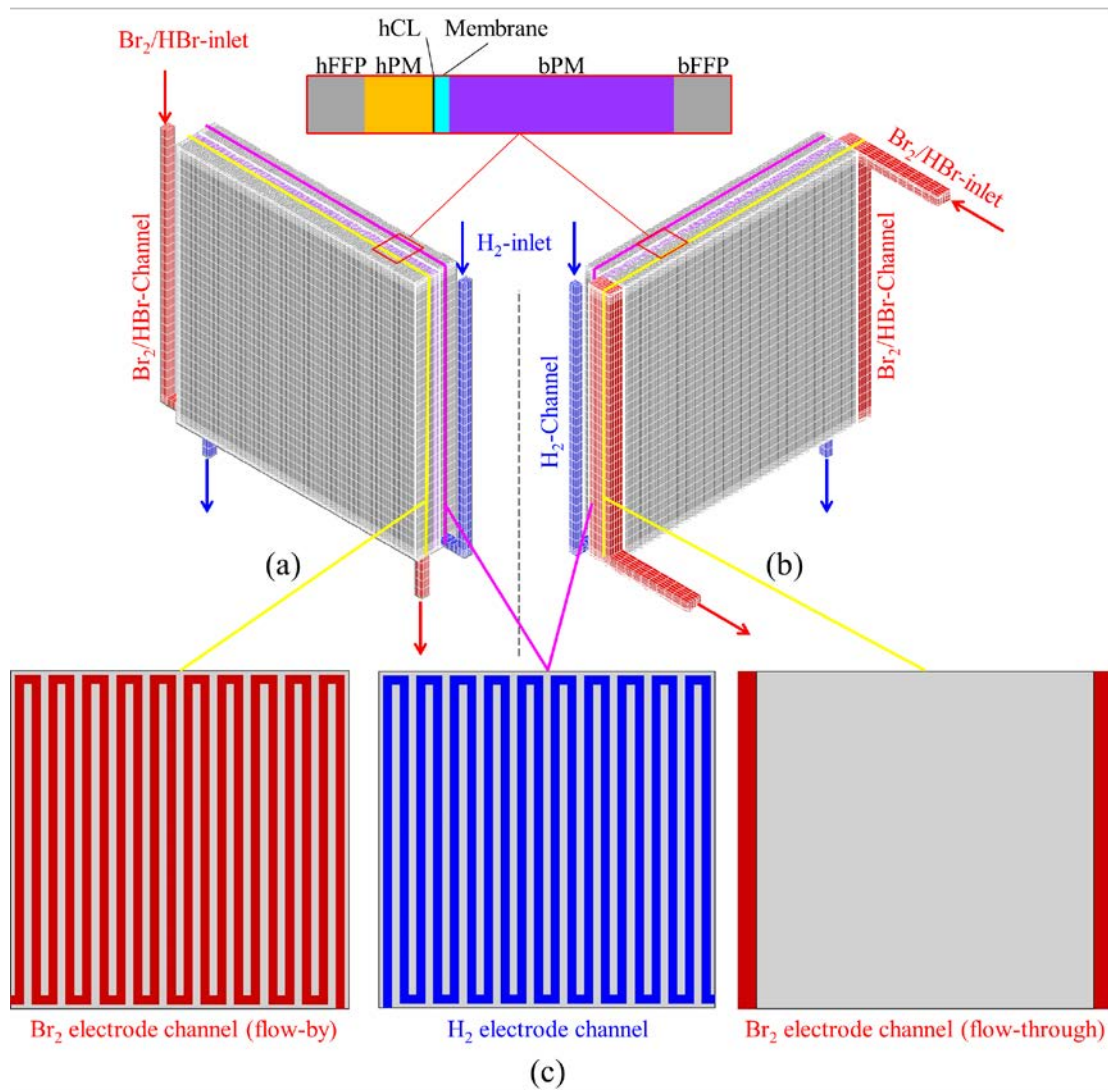 hCL
Membrane
Br₂/HBr-inlet
hFFP
hPM
bPM
bFFP
Br₂/HBr-inlet
H₂-inlet
Br₂/HBr-Channel
H₂-Channel
Br₂/HBr-Channel
(a)
(b)
Br₂ electrode channel (flow-by)
H₂ electrode channel
Br₂ electrode channel (flow-through)
(c)